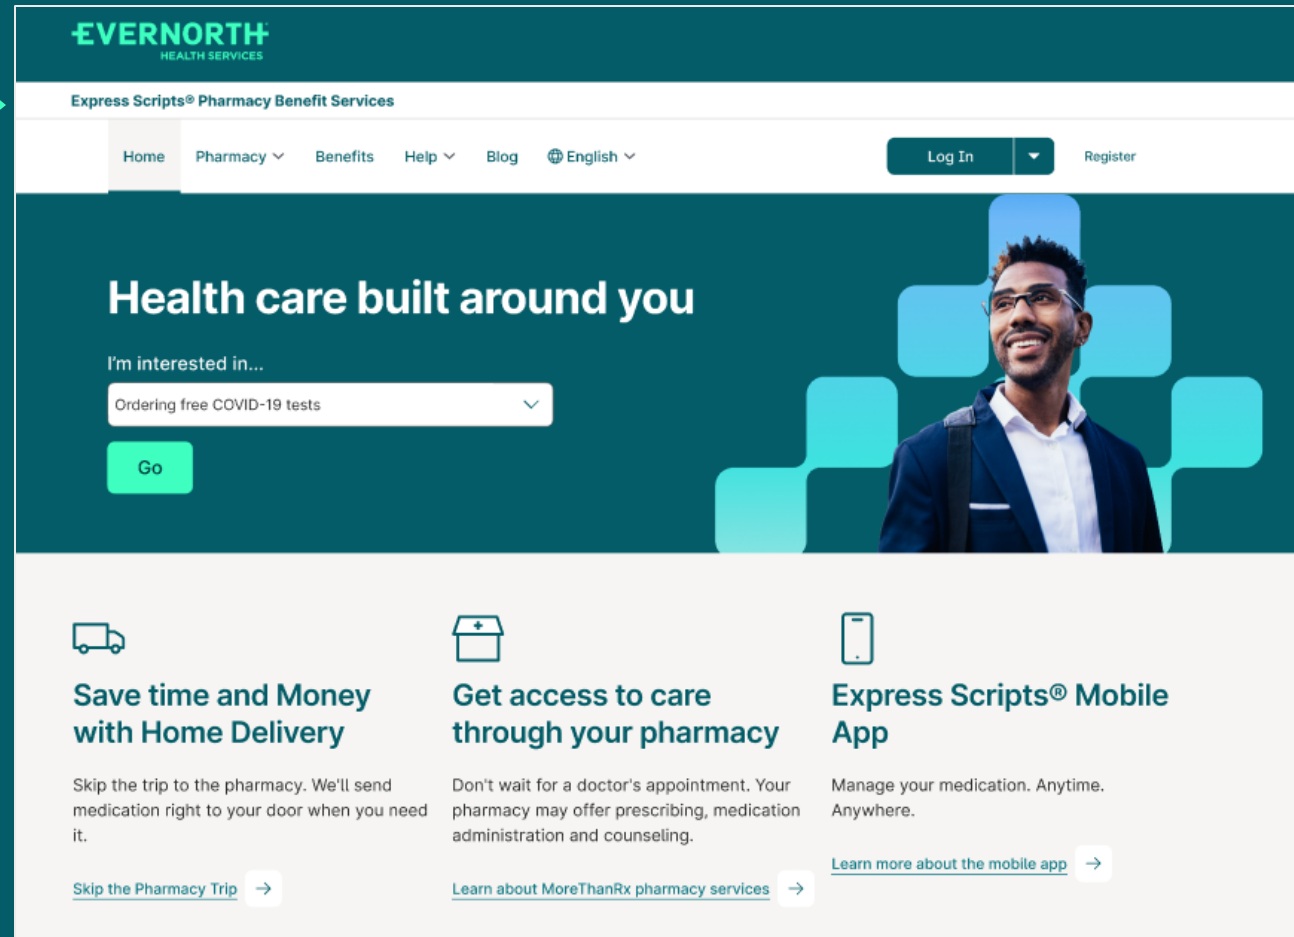 EVERNORTH
HEALTH SERVICES
Express Scripts® Pharmacy Benefit Services
Home Pharmacy Benefits Help Blog English Log In Register
Health care built around you
I'm interested in...
Ordering free COVID-19 tests
Go
Save time and Money
with Home Delivery
Skip the trip to the pharmacy. We'll send
medication right to your door when you need
it.
Skip the Pharmacy Trip
Get access to care
through your pharmacy
Don't wait for a doctor's appointment. Your
pharmacy may offer prescribing, medication
administration and counseling.
Learn about MoreThanRx pharmacy services
Express Scripts® Mobile
App
Manage your medication. Anytime.
Anywhere.
Learn more about the mobile app